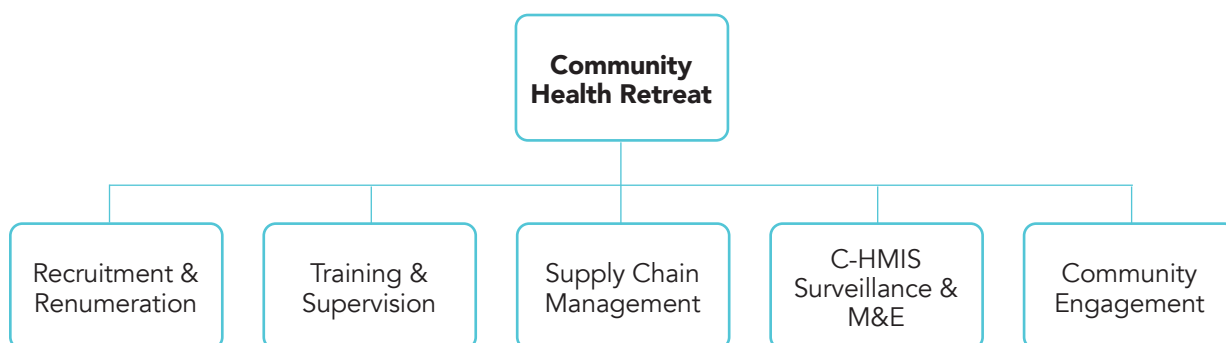 Community
Health Retreat
Recruitment &
Renumeration
Training &
Supervision
Supply Chain
Management
C-HMIS
Surveillance &
M&E
Community
Engagement